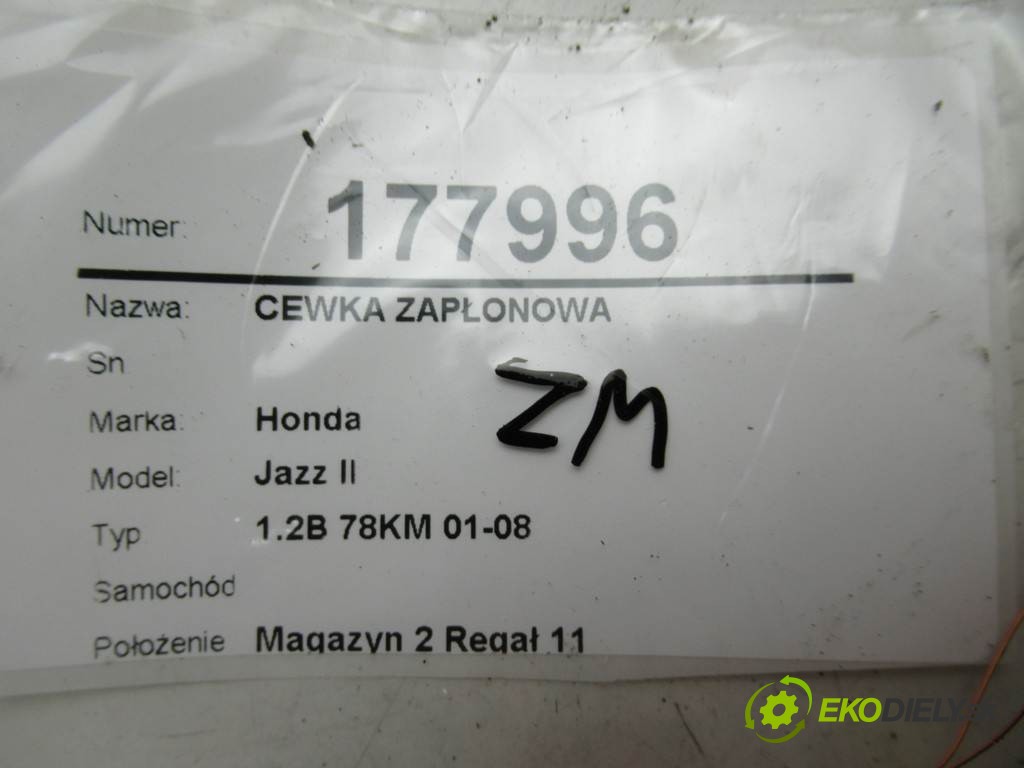 Numer: 177996
Nazwa: CEWKA ZAPŁONOWA
Sn
ZM
Marka: Honda
Model: Jazz II
Typ 1.2B 78KM 01-08
Samochód
Położenie Magazyn 2 Regał 11
EKODIELY